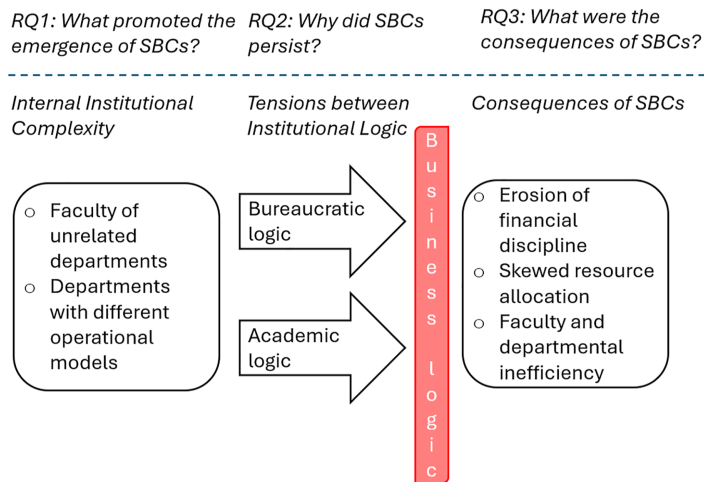 RQ1: What promoted the
emergence of SBCs?
RQ2: Why did SBCs
persist?
RQ3: What were the
consequences of SBCs?
Internal Institutional
Complexity
Tensions between
Institutional Logic
Consequences of SBCs
o Faculty of
unrelated
departments
o Departments
with different
operational
models
Bureaucratic
logic
Academic
logic
Business logic
o Erosion of
financial
discipline
o Skewed resource
allocation
o Faculty and
departmental
inefficiency